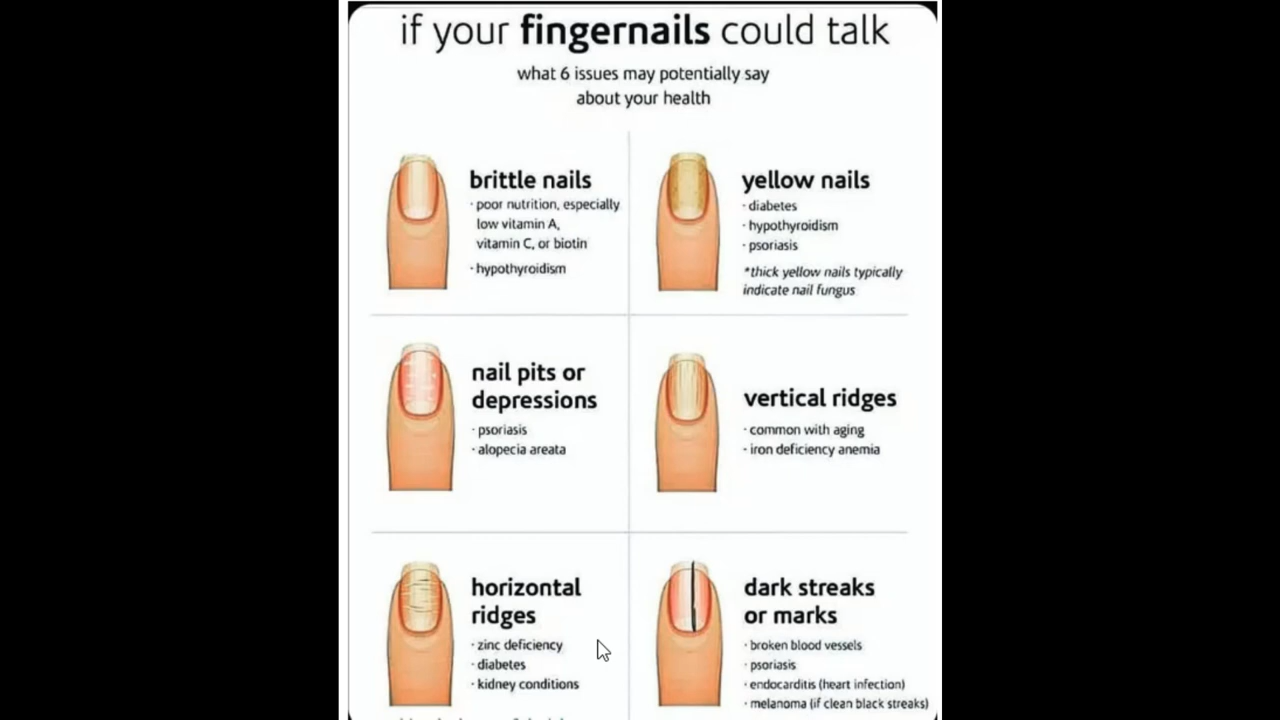 if your fingernails could talk
what 6 issues may potentially say
about your health
brittle nails
· poor nutrition, especially
low vitamin A,
vitamin C, or biotin
· hypothyroidism
yellow nails
· diabetes
· hypothyroidism
· psoriasis
*thick yellow nails typically
indicate nail fungus
nail pits or
depressions
· psoriasis
· alopecia areata
vertical ridges
· common with aging
· iron deficiency anemia
horizontal
ridges
· zinc deficiency
· diabetes
· kidney conditions
dark streaks
or marks
· broken blood vessels
· psoriasis
· endocarditis (heart infection)
· melanoma (if clean black streaks)